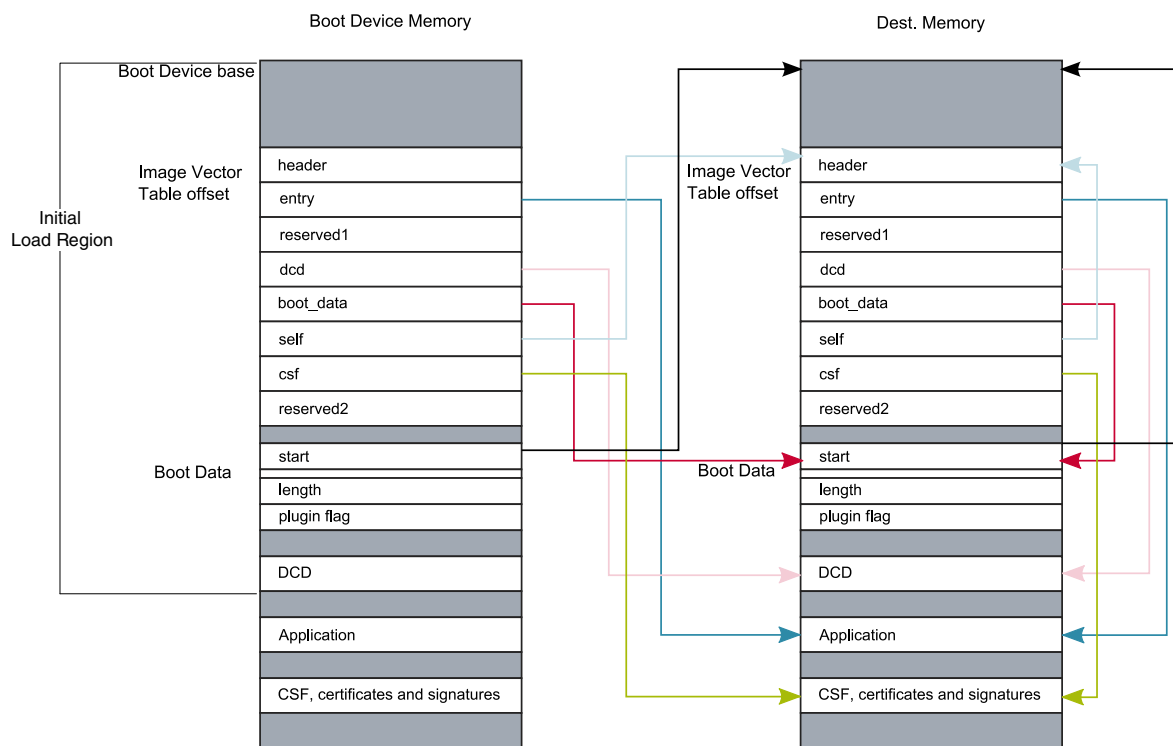 Boot Device Memory
Dest. Memory
Boot Device base
Image Vector
Table offset
Initial
Load Region
header
entry
reserved1
dcd
boot_data
self
csf
reserved2
Boot Data
start
length
plugin flag
DCD
Application
CSF, certificates and signatures
Image Vector
Table offset
header
entry
reserved1
dcd
boot_data
self
csf
reserved2
Boot Data
start
length
plugin flag
DCD
Application
CSF, certificates and signatures